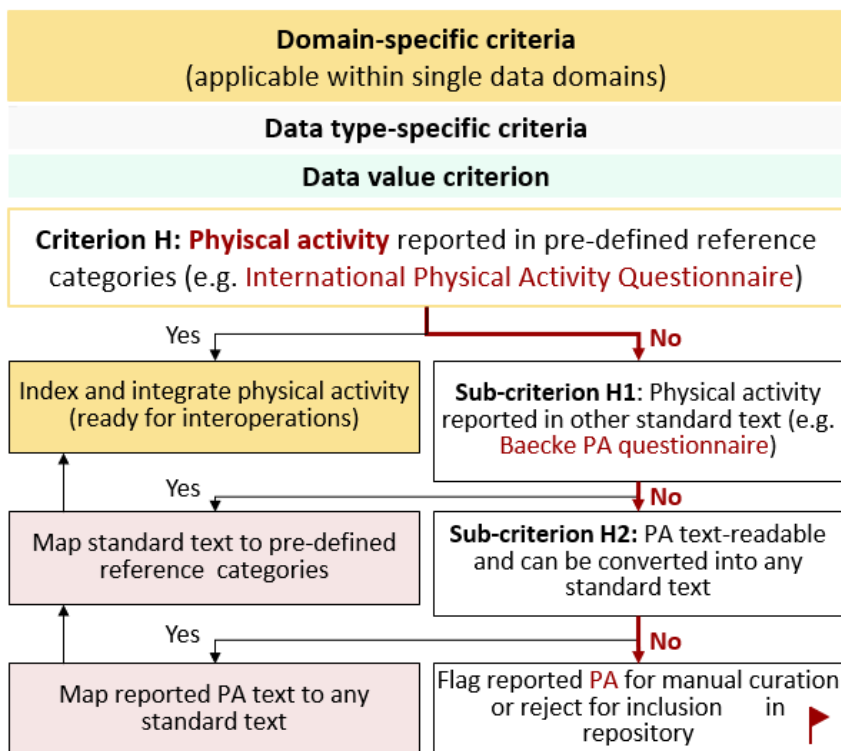 Domain-specific criteria
(applicable within single data domains)
Data type-specific criteria
Data value criterion
Criterion H: Phyiscal activity reported in pre-defined reference
categories (e.g. International Physical Activity Questionnaire)
Yes
No
Index and integrate physical activity
(ready for interoperations)
Sub-criterion H1: Physical activity
reported in other standard text (e.g.
Baecke PA questionnaire)
Yes
No
Map standard text to pre-defined
reference categories
Sub-criterion H2: PA text-readable
and can be converted into any
standard text
Yes
No
Map reported PA text to any
standard text
Flag reported PA for manual curation
or reject for inclusion in
repository